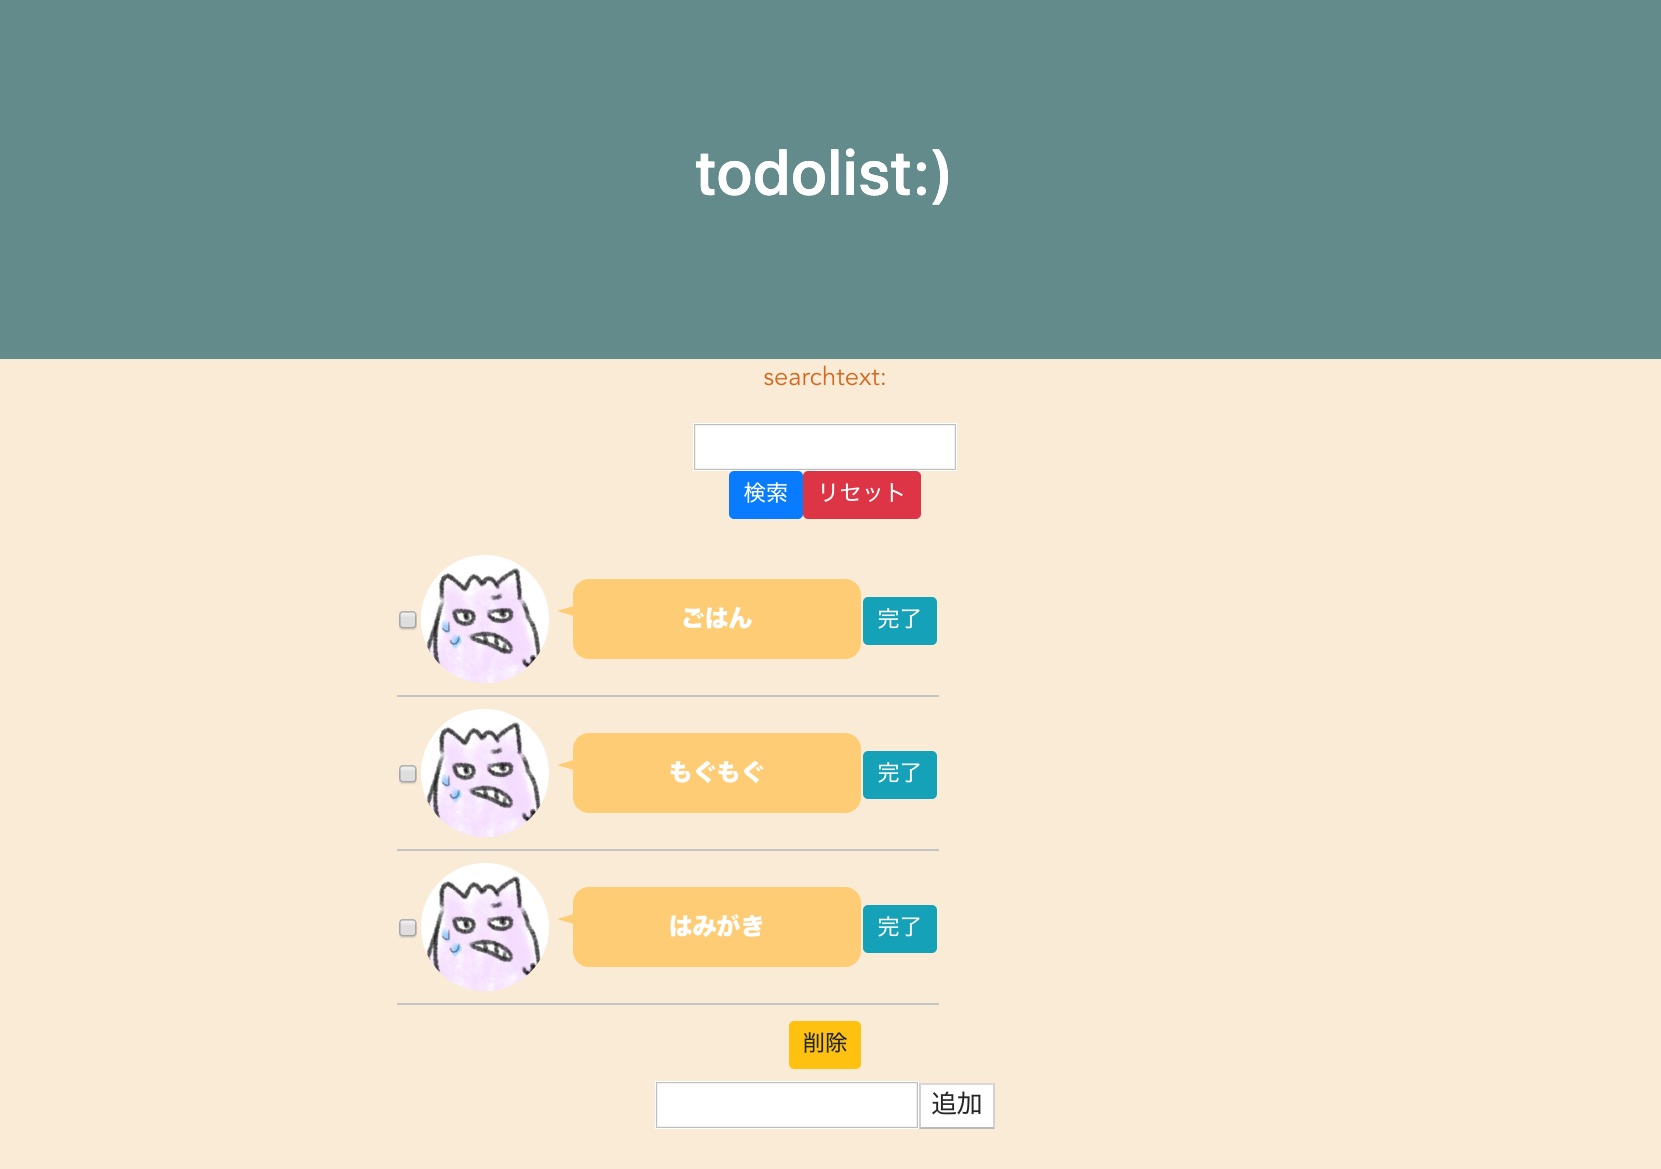 todolist:)
searchtext:
検索 リセット
ごはん 完了
もぐもぐ 完了
はみがき 完了
削除
追加